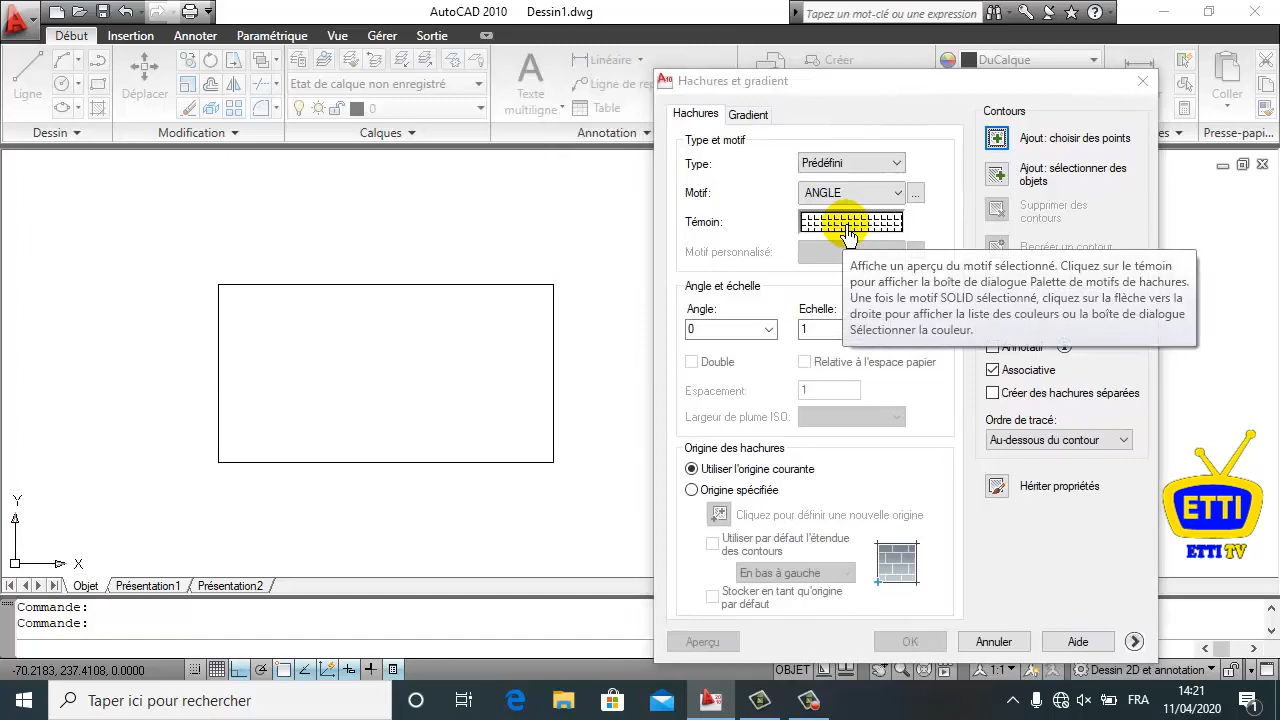 AutoCAD 2010 Dessin1.dwg
Tapez un mot-clé ou une expression
Début Insertion Annoter Paramétrique Vue Gérer Sortie
Ligne
Déplacer
Etat de calque non enregistré
0
Texte
multiligne
Linéaire
Ligne de re
Table
Créer
DuCalque
Coller
Dessin
Modification
Calques
Annotation
Presse-papi...
Hachures et gradient
Hachures Gradient
Type et motif
Type: Prédéfini
Motif: ANGLE ...
Témoin:
Motif personnalisé:
Affiche un aperçu du motif sélectionné. Cliquez sur le témoin
pour afficher la boîte de dialogue Palette de motifs de hachures.
Une fois le motif SOLID sélectionné, cliquez sur la flèche vers la
droite pour afficher la liste des couleurs ou la boîte de dialogue
Sélectionner la couleur.
Angle et échelle
Angle: Echelle:
0 1
Double Relative à l'espace papier
Espacement: 1
Largeur de plume ISO:
Origine des hachures
Utiliser l'origine courante
Origine spécifiée
Cliquez pour définir une nouvelle origine
Utiliser par défaut l'étendue
des contours
En bas à gauche
Stocker en tant qu'origine
par défaut
Contours
Ajout: choisir des points
Ajout: sélectionner des
objets
Supprimer des
contours
Recréer un contour
Annotatif
Associative
Créer des hachures séparées
Ordre de tracé:
Au-dessous du contour
Hériter propriétés
Aperçu OK Annuler Aide
ETTI
ETTI TV
Y
X
Objet Présentation1 Présentation2
Commande:
Commande:
-70.2183, 237.4108, 0.0000
OBJET
1:1
Dessin 2D et annotation
Taper ici pour rechercher
FRA
14:21
11/04/2020
1